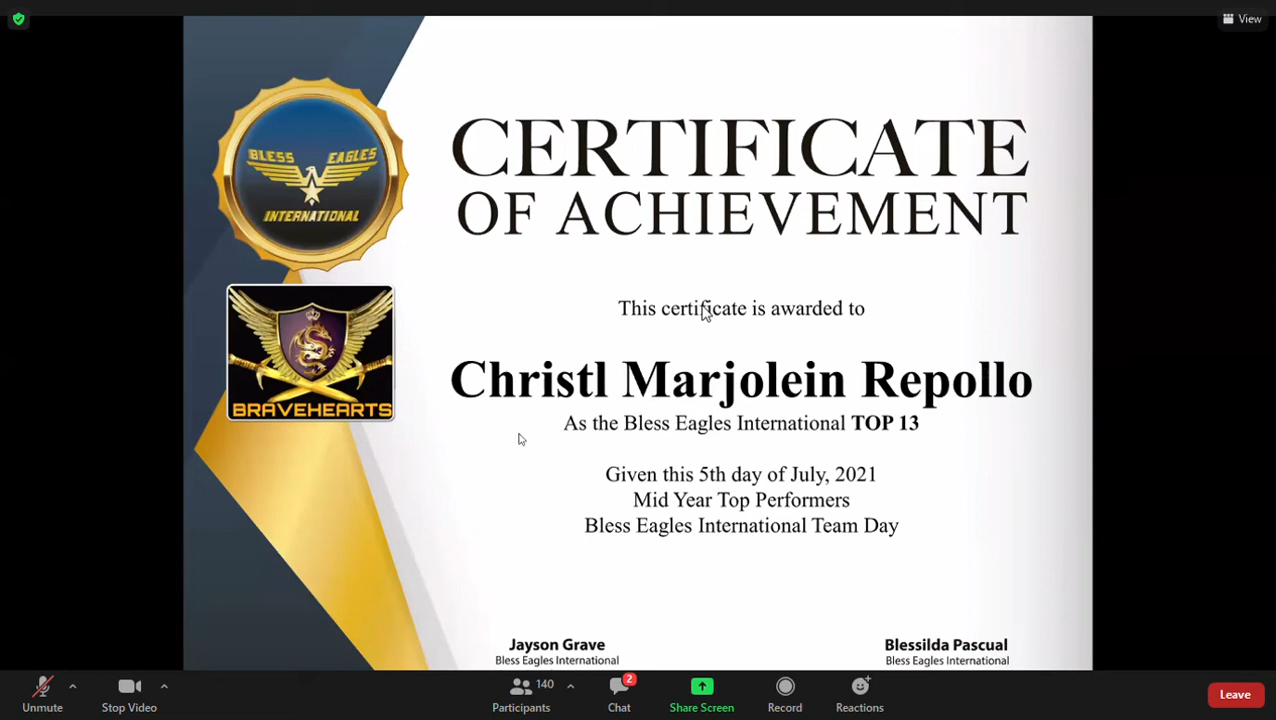 View
BLESS EAGLES
INTERNATIONAL
BRAVEHEARTS
CERTIFICATE
OF ACHIEVEMENT
This certificate is awarded to
Christl Marjolein Repollo
As the Bless Eagles International TOP 13
Given this 5th day of July, 2021
Mid Year Top Performers
Bless Eagles International Team Day
Jayson Grave
Bless Eagles International
Blessilda Pascual
Bless Eagles International
Unmute
Stop Video
140
Participants
2
Chat
Share Screen
Record
Reactions
Leave